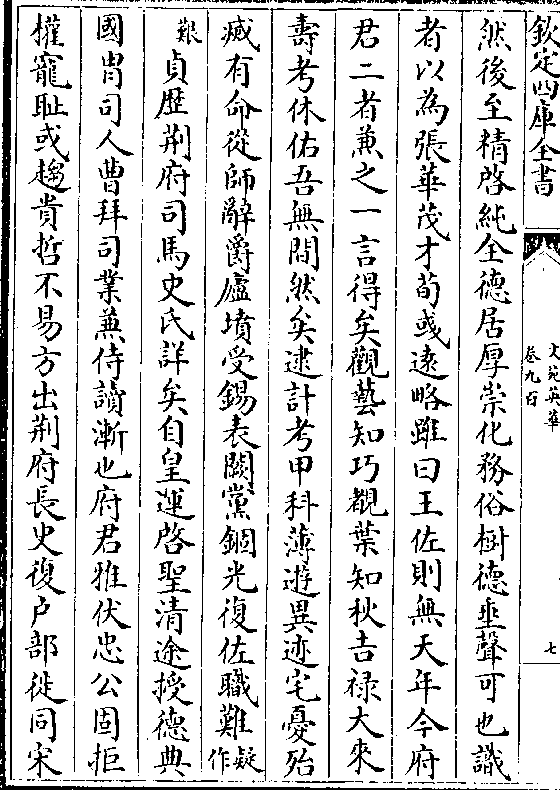 欽定四庫全書
文苑英華
卷九百
七
然後至精啓純全德居厚崇化務俗樹德垂聲可也識
者以為張華茂才荀彧遠略雖曰王佐則無天年今府
君二者兼之一言得矣觀藝知巧覩葉知秋吉祿大來
壽考休佑吾無間然矣逮計考甲科薄遊異迹宅憂殆
滅有命從師辭爵廬墳受錫表闕黨錮光復佐職難疑作
艱貞歴荆府司馬史氏詳矣自皇運啓聖清途授德典
國胄司人曹拜司業兼侍讀漸也府君雅伏忠公固拒
權寵耻或趨貴哲不易方出荆府長史復户部徙同宋